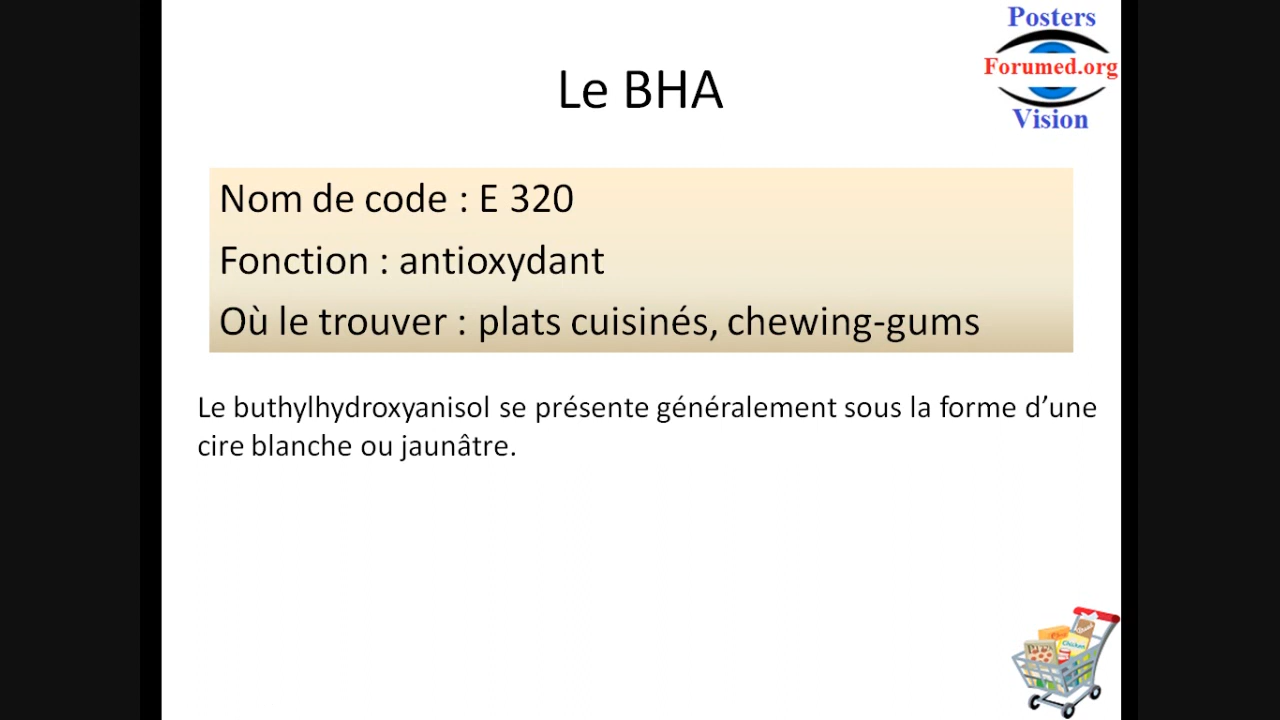 Posters
Forumed.org
Vision
Le BHA
Nom de code : E 320
Fonction : antioxydant
Où le trouver : plats cuisinés, chewing-gums
Le buthylhydroxyanisol se présente généralement sous la forme d’une
cire blanche ou jaunâtre.
Chicken